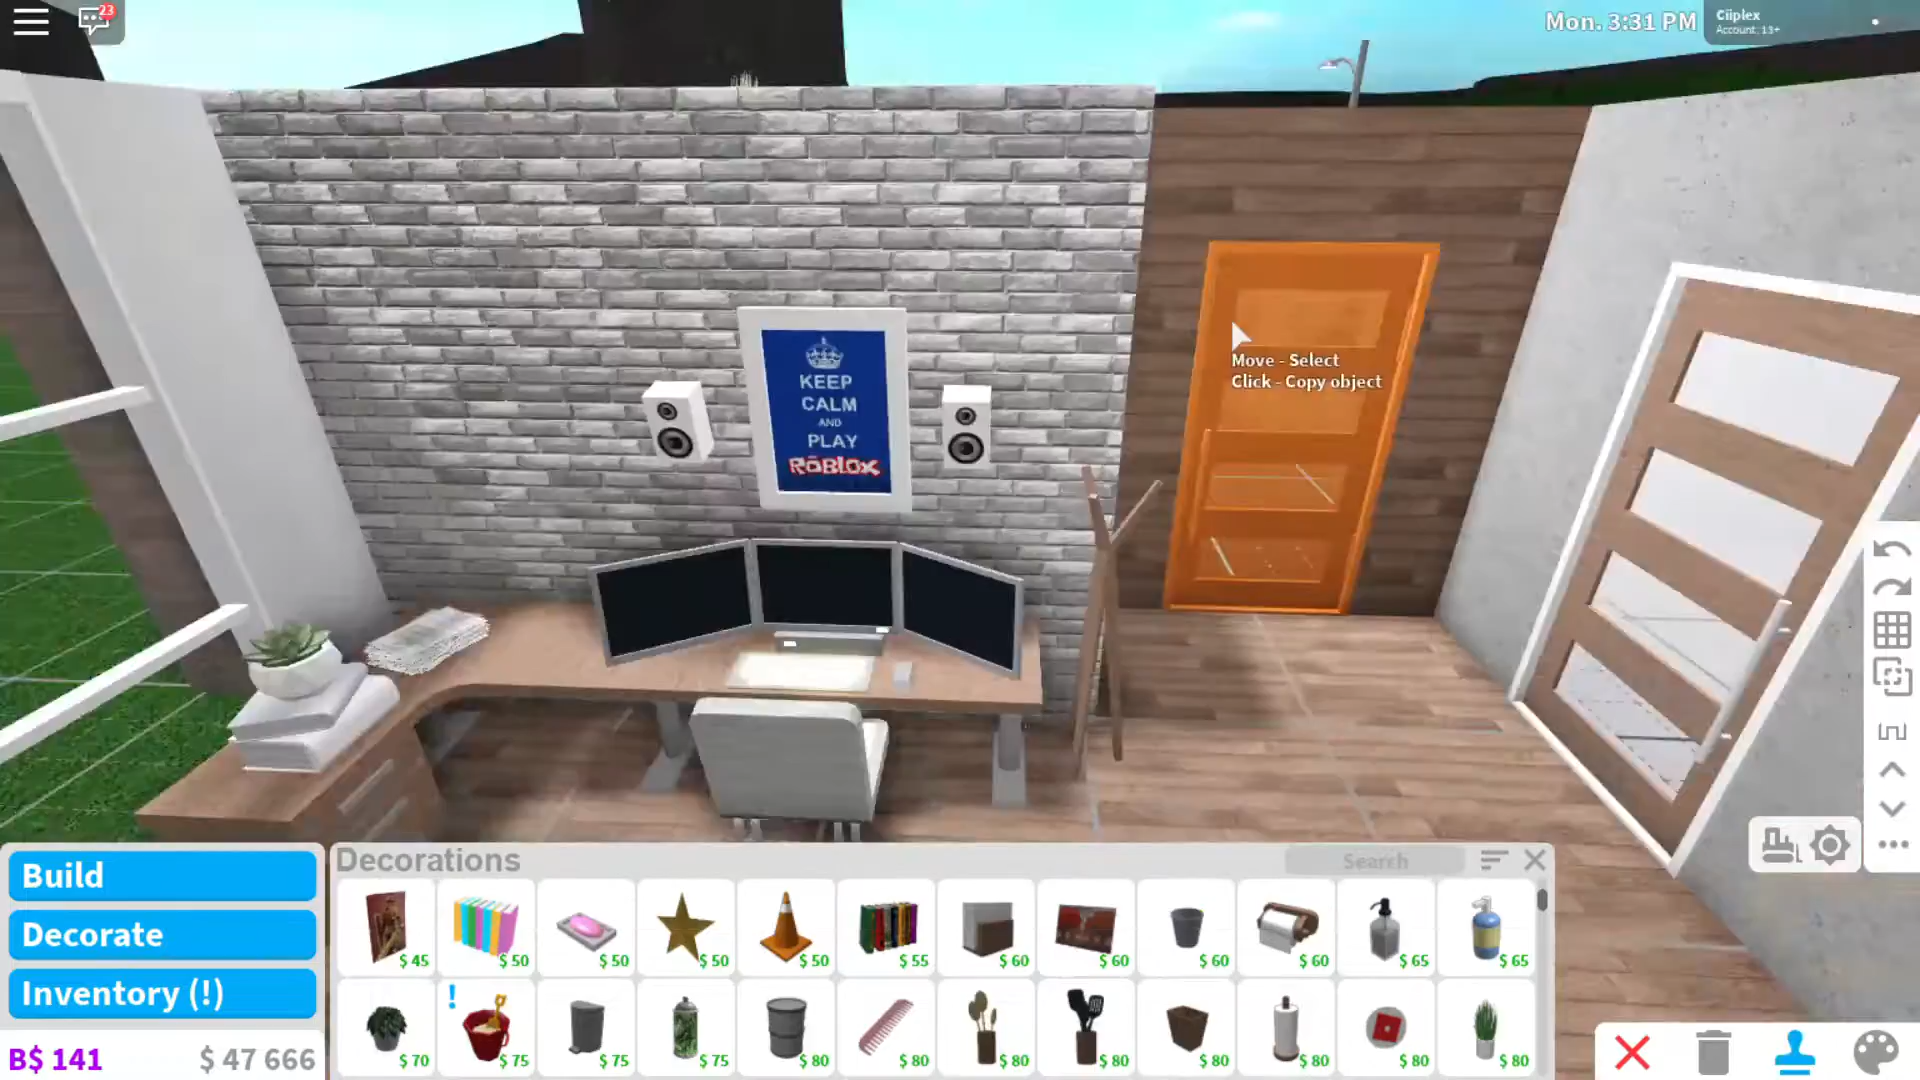 23
Mon. 3:31 PM
Ciiplex
Account: 13+
KEEP
CALM
AND
PLAY
ROBLOX
Move - Select
Click - Copy object
Build
Decorate
Inventory (!)
B$ 141
$ 47 666
Decorations
Search
$ 45
$ 50
$ 50
$ 50
$ 50
$ 55
$ 60
$ 60
$ 60
$ 60
$ 65
$ 65
$ 70
!
$ 75
$ 75
$ 75
$ 80
$ 80
$ 80
$ 80
$ 80
$ 80
$ 80
$ 80